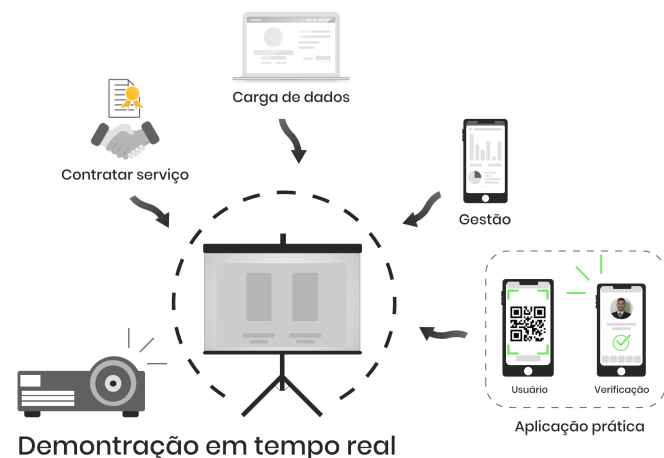 Carga de dados
Contratar serviço
Gestão
Usuário
Verificação
Aplicação prática
Demontração em tempo real